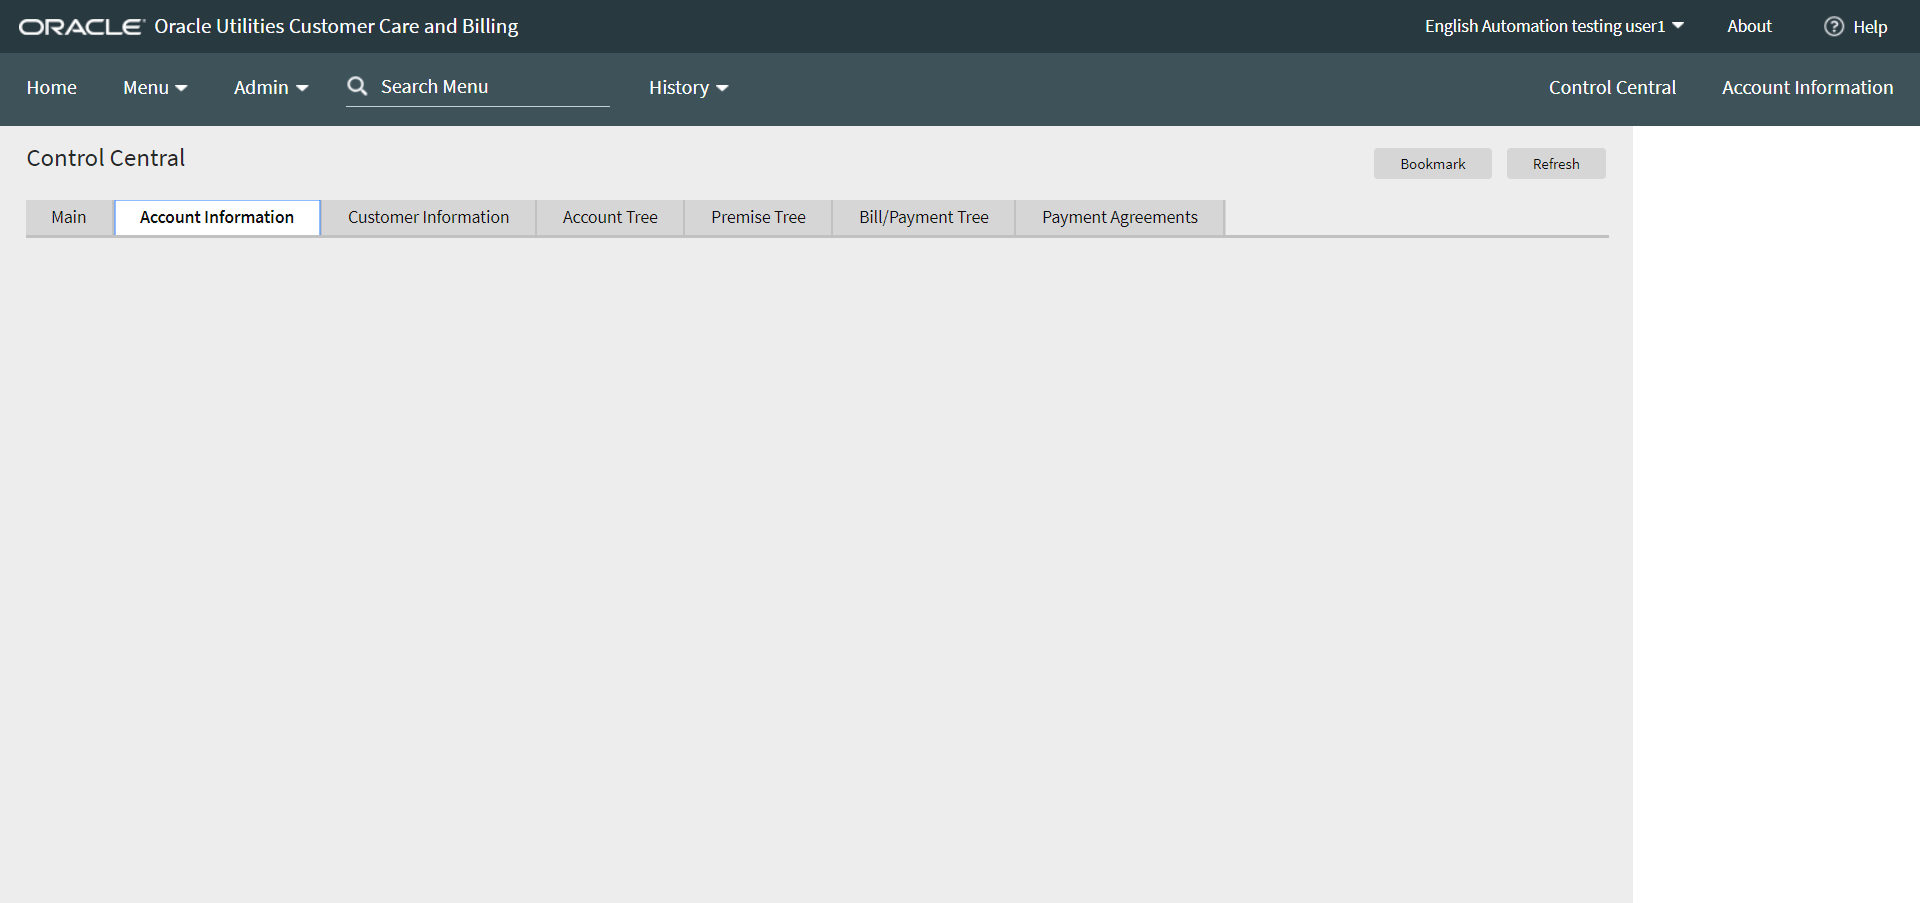 ORACLE Oracle Utilities Customer Care and Billing English Automation testing user1 About ? Help
Home Menu Admin Search Menu History Control Central Account Information
Control Central Bookmark Refresh
Main Account Information Customer Information Account Tree Premise Tree Bill/Payment Tree Payment Agreements